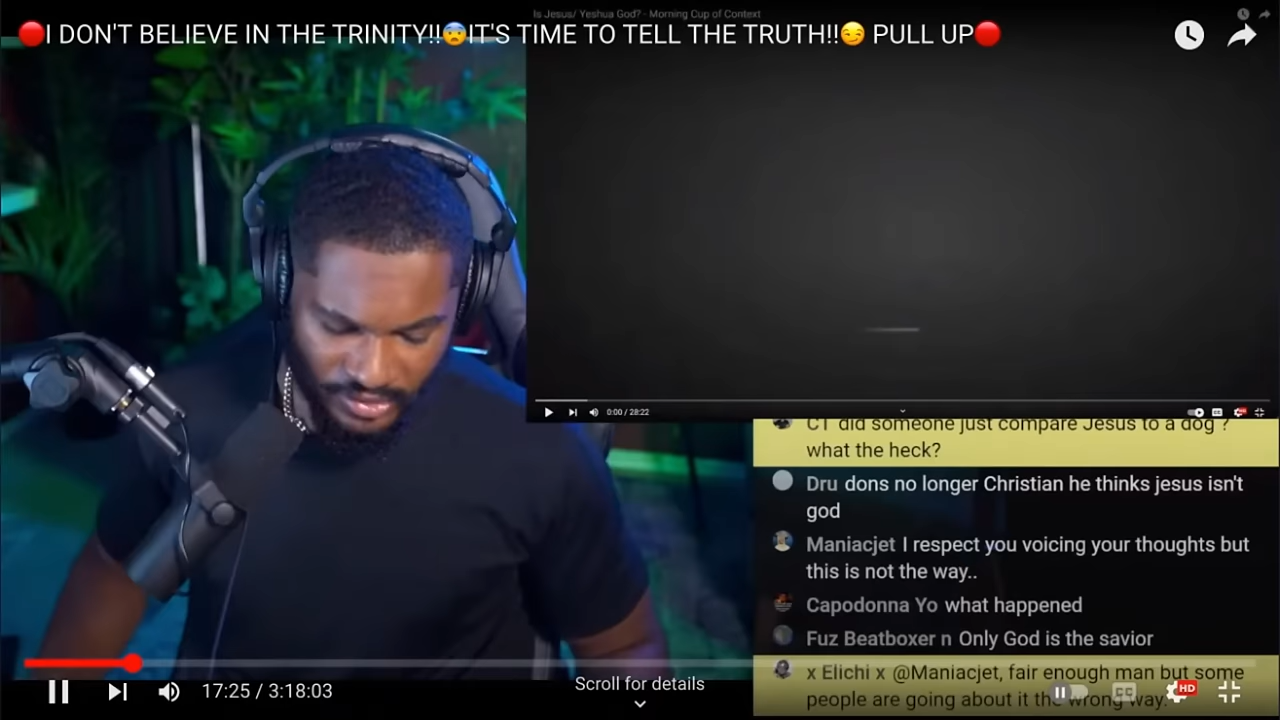 Is Jesus/ Yeshua God? - Morning Cup of Context
🔴I DON'T BELIEVE IN THE TRINITY!!😨IT'S TIME TO TELL THE TRUTH!!😏 PULL UP🔴
0:00 / 28:22
CT did someone just compare Jesus to a dog ?
what the heck?
Dru dons no longer Christian he thinks jesus isn't
god
Maniacjet I respect you voicing your thoughts but
this is not the way..
Capodonna Yo what happened
Fuz Beatboxer n Only God is the savior
x Elichi x @Maniacjet, fair enough man but some
people are going about it the wrong way.
17:25 / 3:18:03
Scroll for details
CC
HD